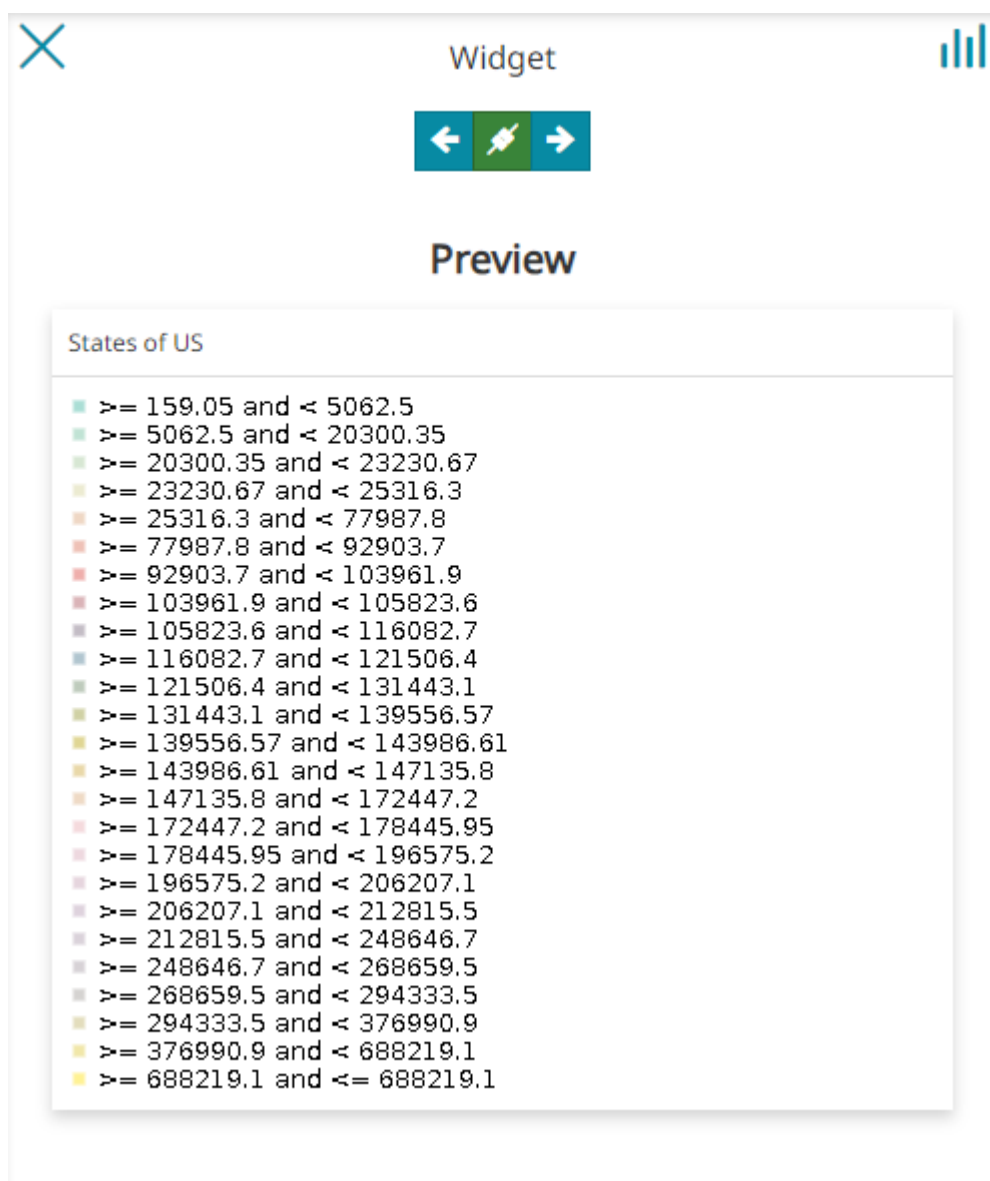 Widget
Preview
States of US
>= 159.05 and < 5062.5
>= 5062.5 and < 20300.35
>= 20300.35 and < 23230.67
>= 23230.67 and < 25316.3
>= 25316.3 and < 77987.8
>= 77987.8 and < 92903.7
>= 92903.7 and < 103961.9
>= 103961.9 and < 105823.6
>= 105823.6 and < 116082.7
>= 116082.7 and < 121506.4
>= 121506.4 and < 131443.1
>= 131443.1 and < 139556.57
>= 139556.57 and < 143986.61
>= 143986.61 and < 147135.8
>= 147135.8 and < 172447.2
>= 172447.2 and < 178445.95
>= 178445.95 and < 196575.2
>= 196575.2 and < 206207.1
>= 206207.1 and < 212815.5
>= 212815.5 and < 248646.7
>= 248646.7 and < 268659.5
>= 268659.5 and < 294333.5
>= 294333.5 and < 376990.9
>= 376990.9 and < 688219.1
>= 688219.1 and <= 688219.1